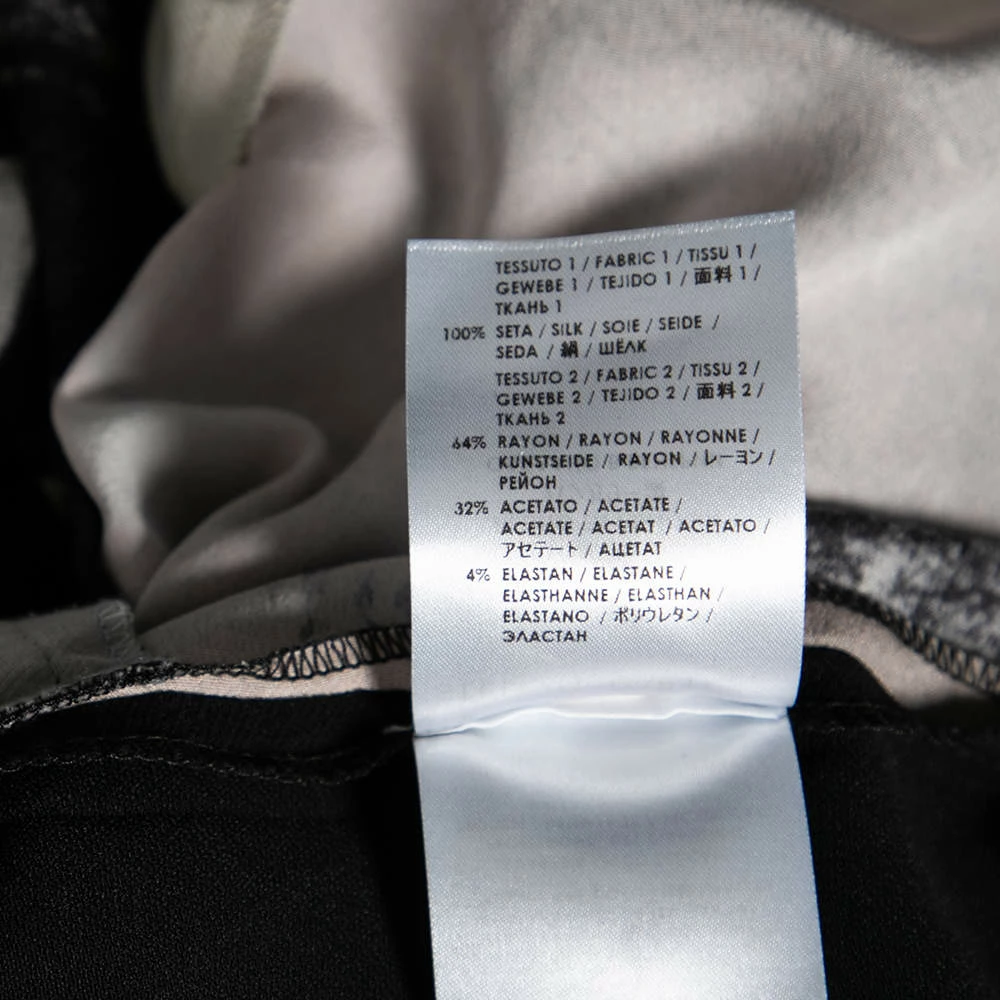 TESSUTO 1 / FABRIC 1 / TISSU 1 /
GEWEBE 1 / TEJIDO 1 / 面料 1 /
ТКАНЬ 1
100% SETA / SILK / SOIE / SEIDE /
SEDA / 絹 / ШЁЛК
TESSUTO 2 / FABRIC 2 / TISSU 2 /
GEWEBE 2 / TEJIDO 2 / 面料 2 /
ТКАНЬ 2
64% RAYON / RAYON / RAYONNE /
KUNSTSEIDE / RAYON / レーヨン /
РЕЙОН
32% ACETATO / ACETATE /
ACETATE / ACETAT / ACETATO /
アセテート / АЦЕТАТ
4% ELASTAN / ELASTANE /
ELASTHANNE / ELASTHAN /
ELASTANO / ポリウレタン /
ЭЛАСТАН